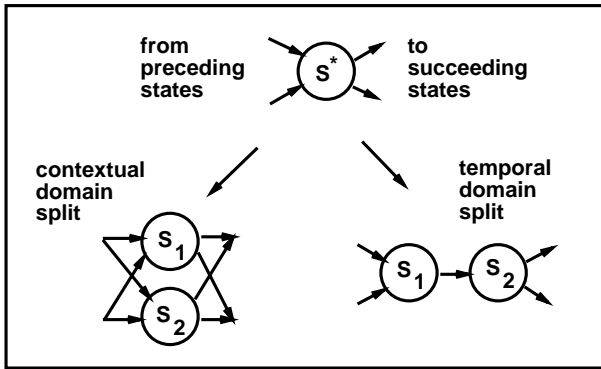 from
preceding
states
S*
to
succeeding
states
contextual
domain
split
S1
S2
temporal
domain
split
S1
S2